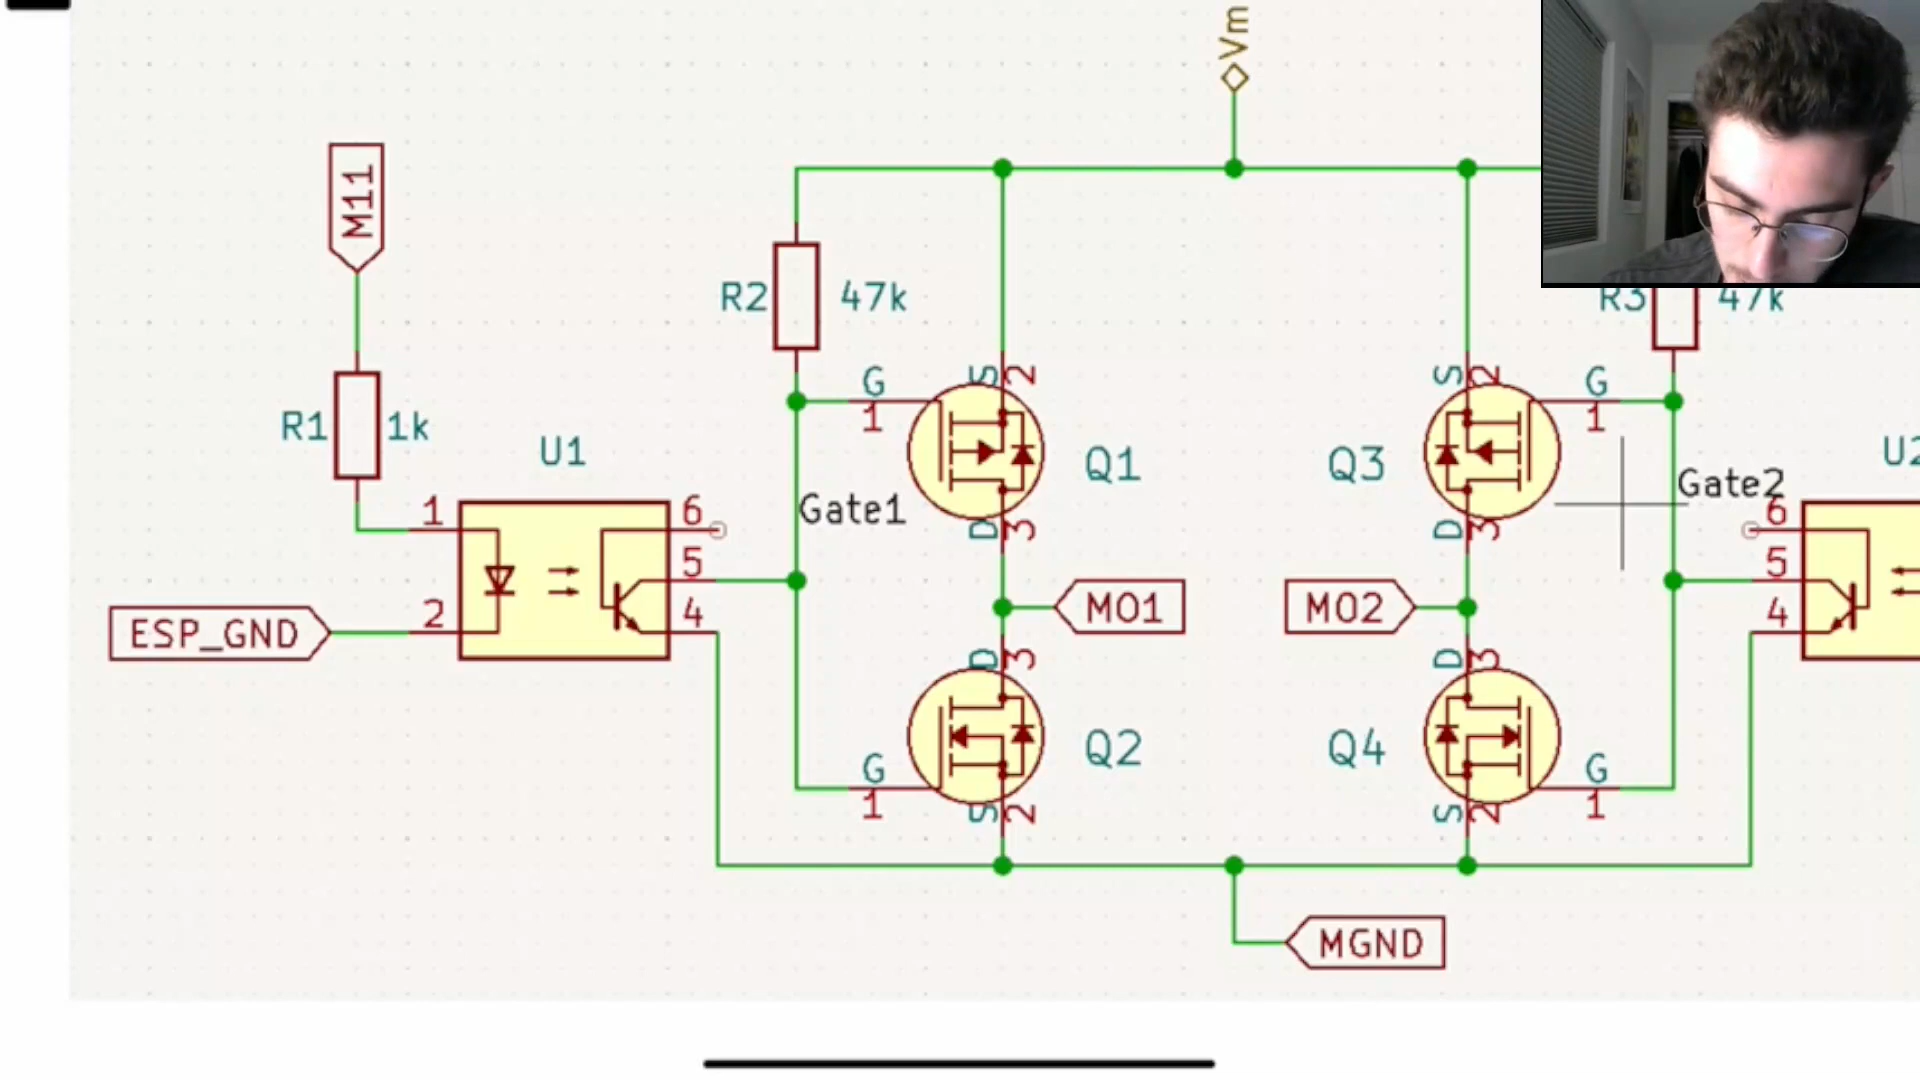 Vm
M11
R2 47k
R3 47k
G S 2
1
S 2 G
1
R1 1k
U1
Q1
Q3
U2
1
6
Gate1
Gate2
6
D 3
D 3
5
5
2
4
4
ESP_GND
MO1
MO2
D 3
D 3
Q2
Q4
G
1
G
1
S 2
S 2
MGND